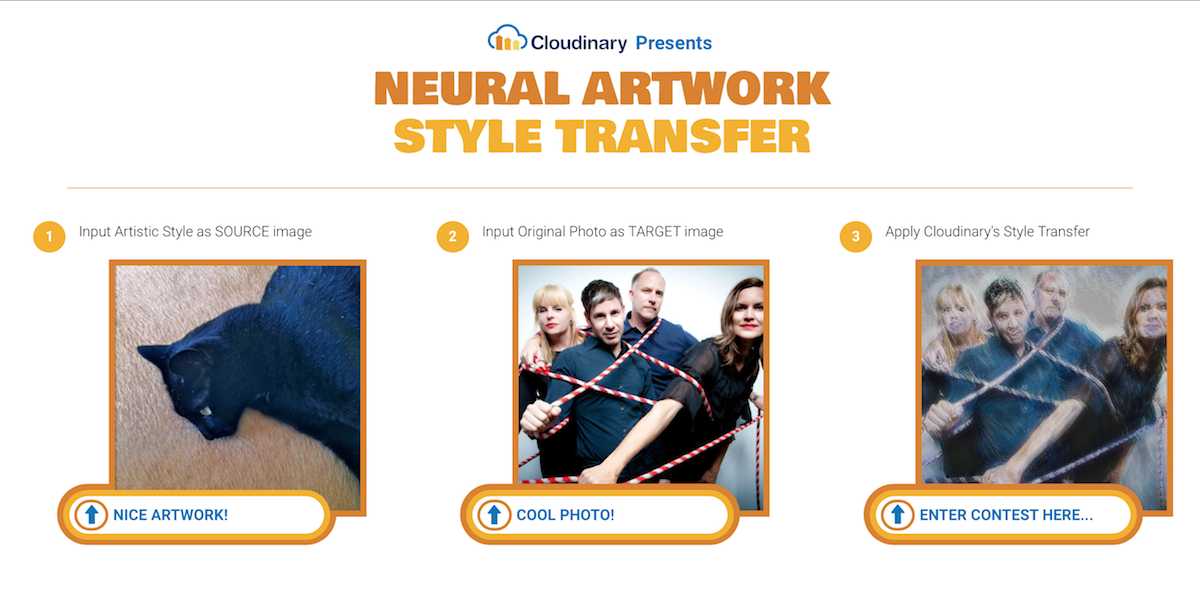 Cloudinary Presents
NEURAL ARTWORK
STYLE TRANSFER
1 Input Artistic Style as SOURCE image
NICE ARTWORK!
2 Input Original Photo as TARGET image
COOL PHOTO!
3 Apply Cloudinary's Style Transfer
ENTER CONTEST HERE...